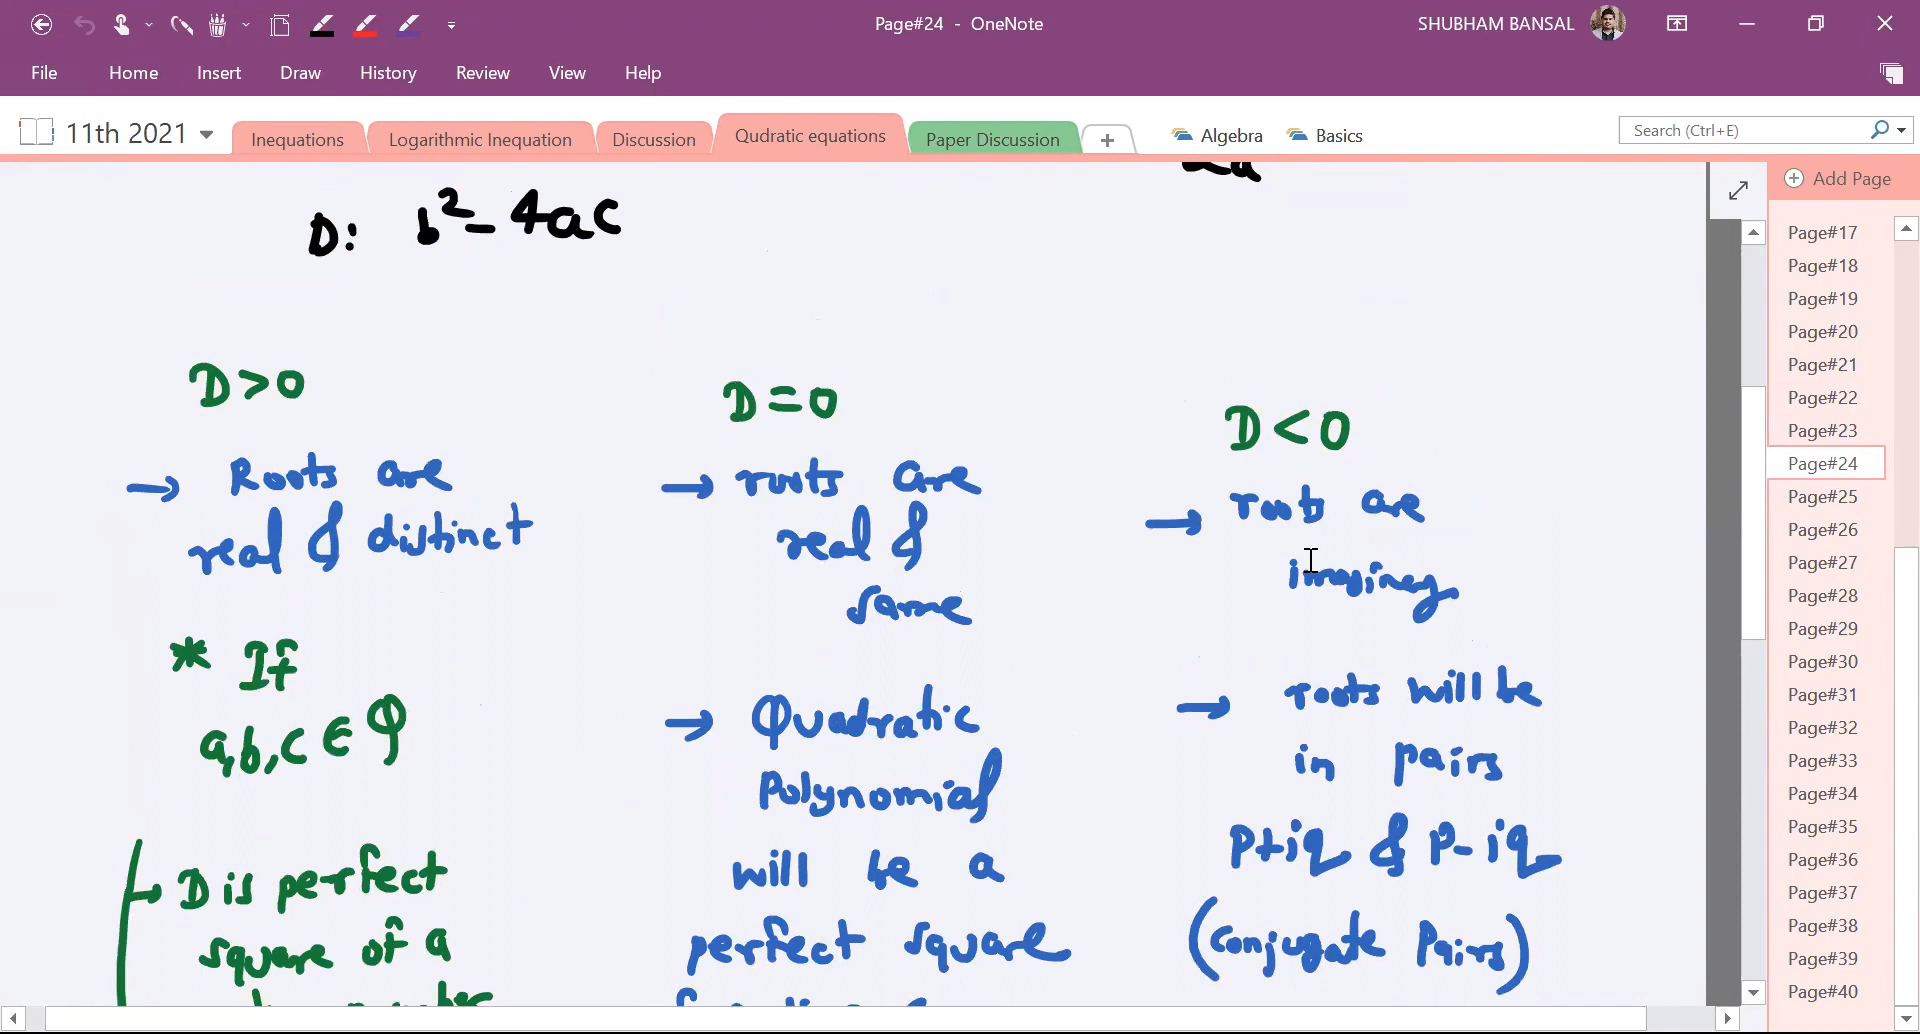 Page#24 - OneNote
SHUBHAM BANSAL
File Home Insert Draw History Review View Help
11th 2021
Inequations
Logarithmic Inequation
Discussion
Qudratic equations
Paper Discussion
+
Algebra
Basics
Search (Ctrl+E)
Add Page
D: b²-4ac
D>0
→ Roots are
real & distinct
* If
a,b,c ∈ Q
↳ D is perfect
square of a
D=0
→ roots are
real &
same
→ Quadratic
Polynomial
will be a
perfect square
D<0
→ roots are
imaginary
→ roots will be
in pairs
P+iq & P-iq
(Conjugate Pairs)
Page#17
Page#18
Page#19
Page#20
Page#21
Page#22
Page#23
Page#24
Page#25
Page#26
Page#27
Page#28
Page#29
Page#30
Page#31
Page#32
Page#33
Page#34
Page#35
Page#36
Page#37
Page#38
Page#39
Page#40